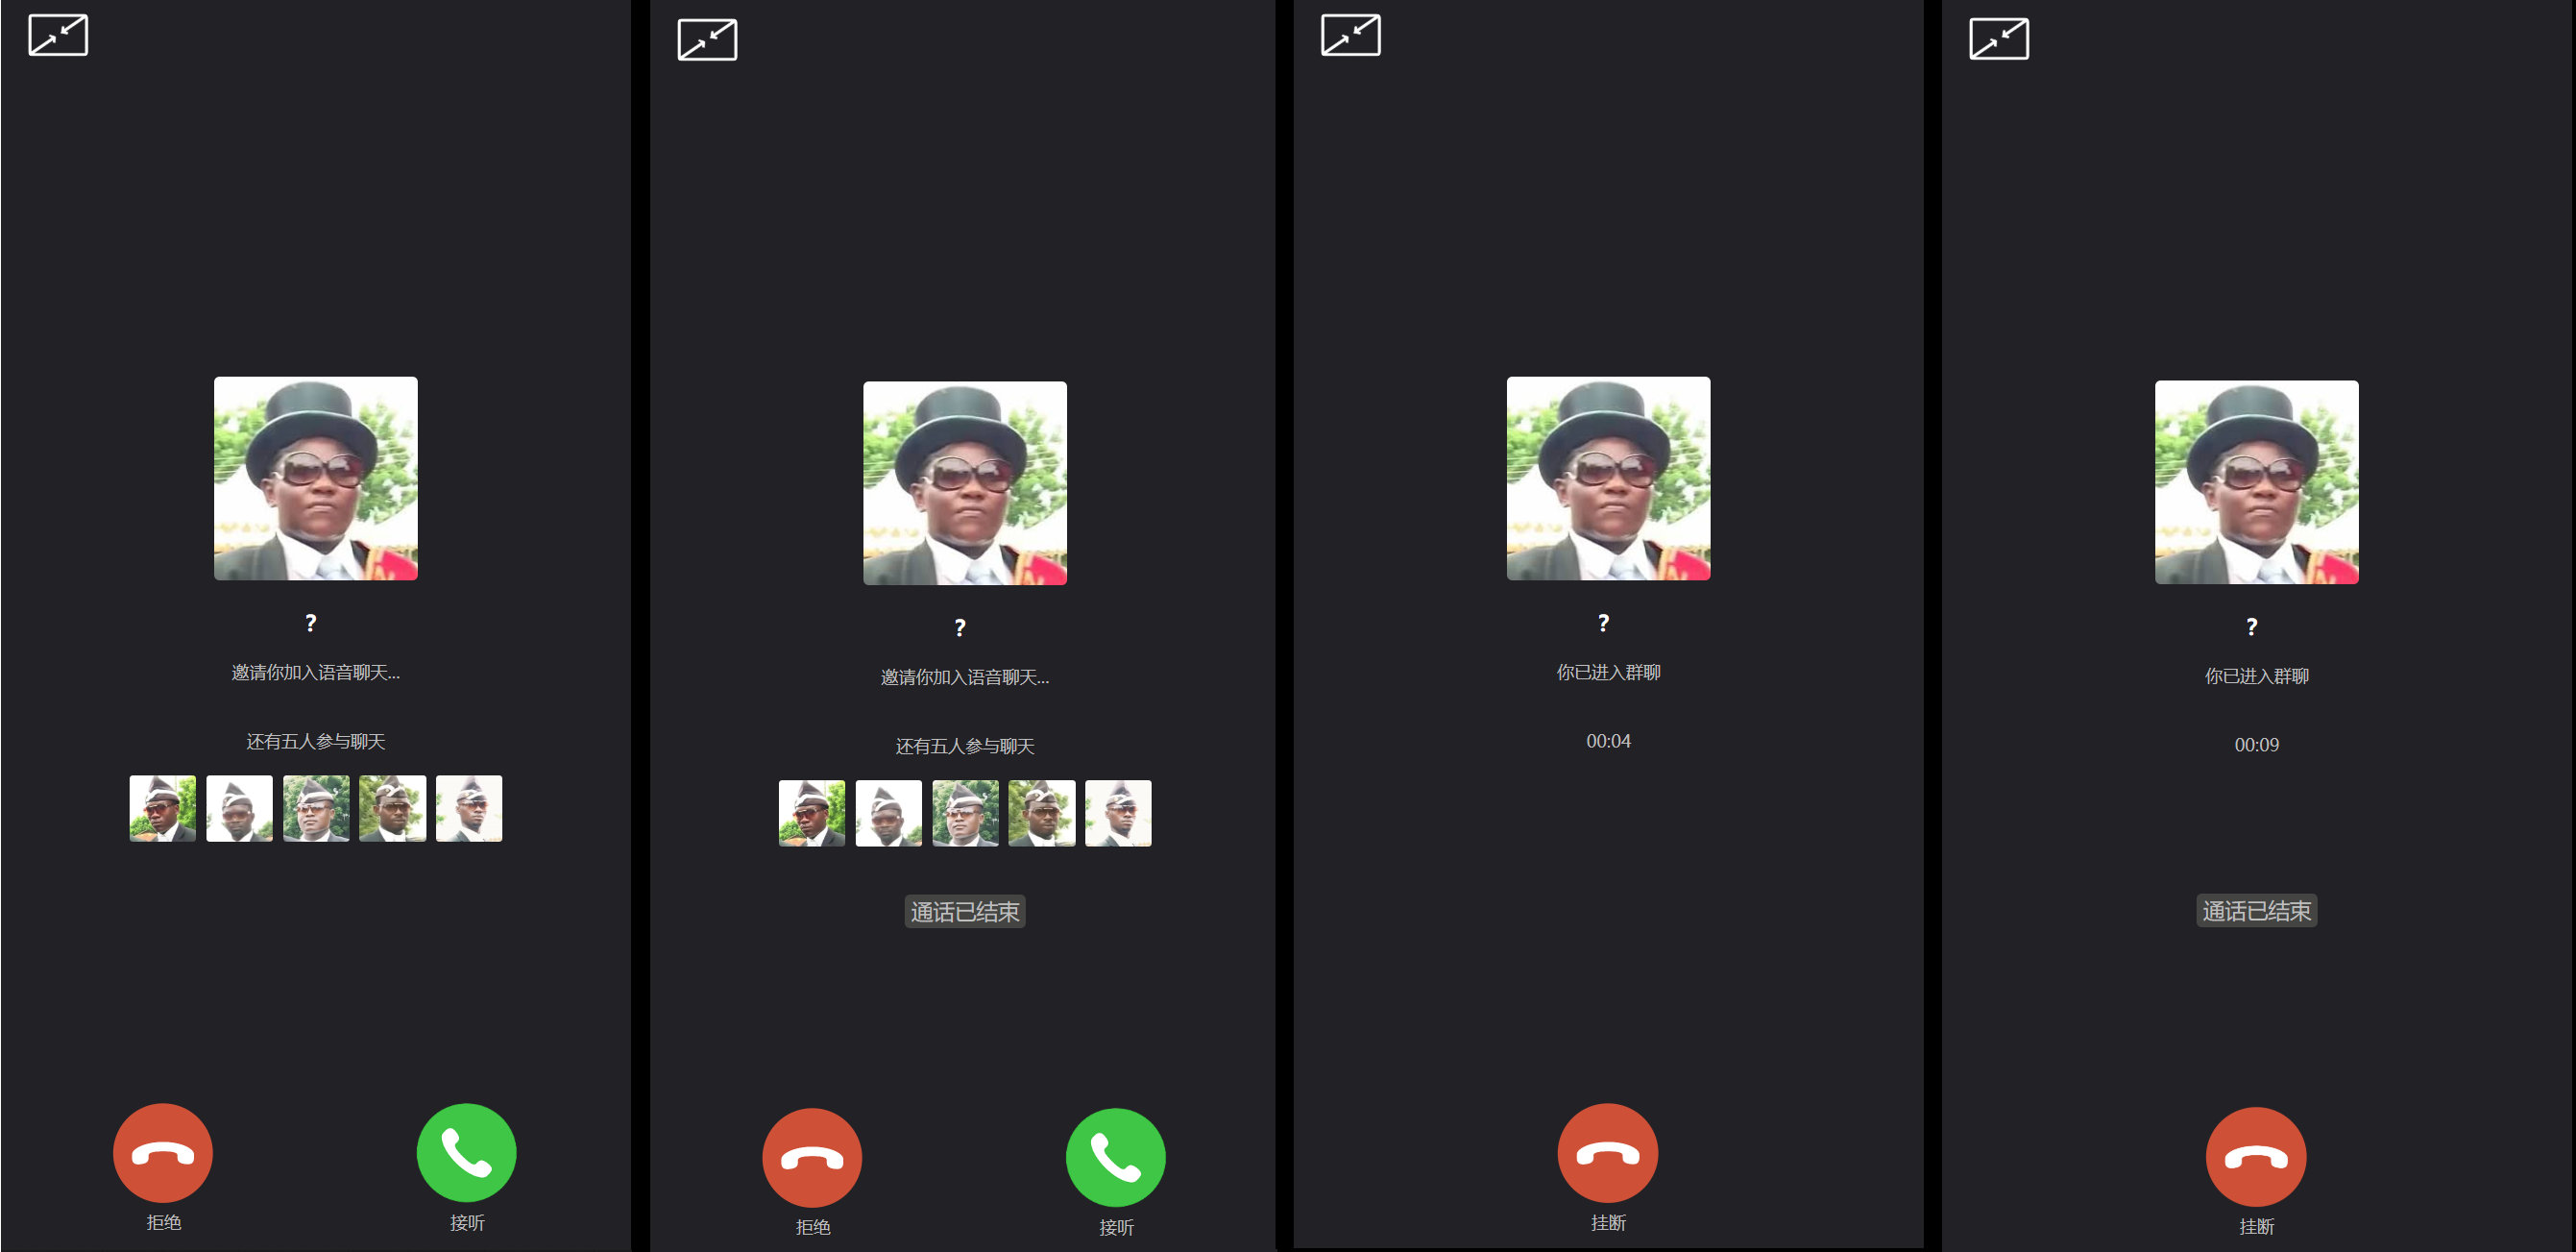 ?
邀请你加入语音聊天...
还有五人参与聊天
拒绝
接听
?
邀请你加入语音聊天...
还有五人参与聊天
通话已结束
拒绝
接听
?
你已进入群聊
00:04
挂断
?
你已进入群聊
00:09
通话已结束
挂断